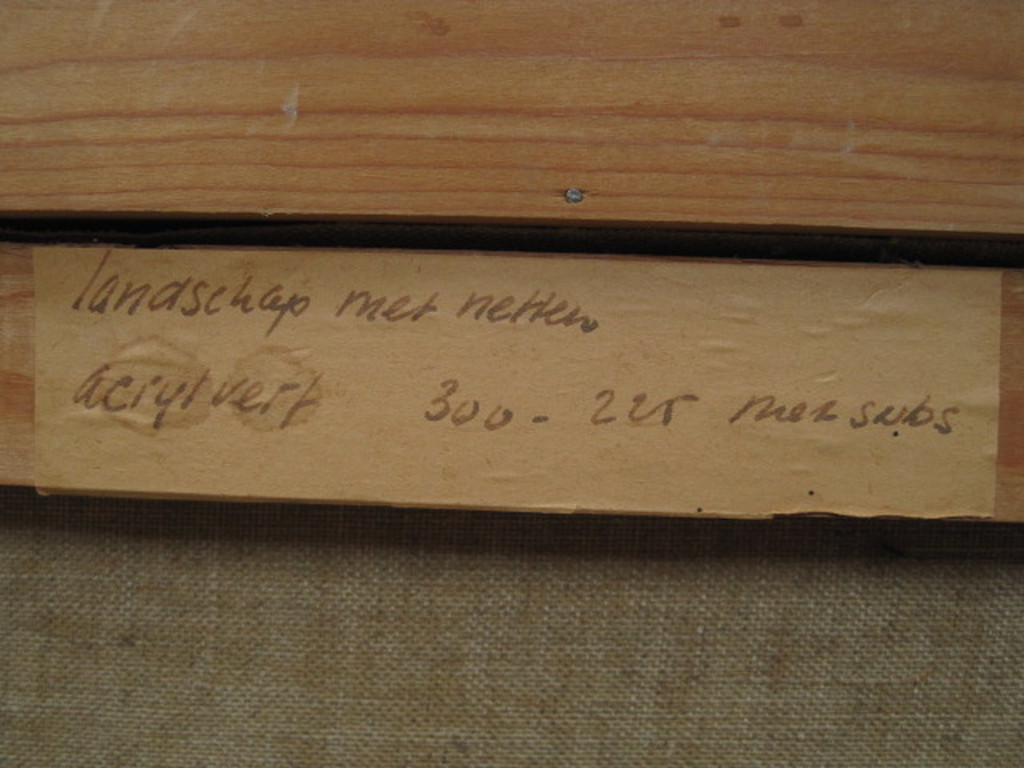 landschap met netten
acrylverf 300 - 225 met subs